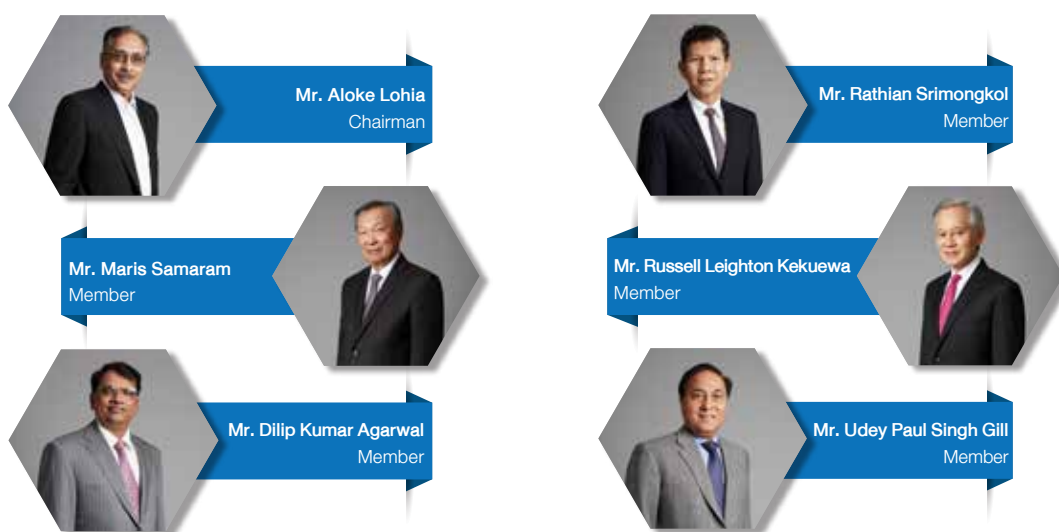 Mr. Aloke Lohia
Chairman
Mr. Rathian Srimongkol
Member
Mr. Maris Samaram
Member
Mr. Russell Leighton Kekuewa
Member
Mr. Dilip Kumar Agarwal
Member
Mr. Udey Paul Singh Gill
Member